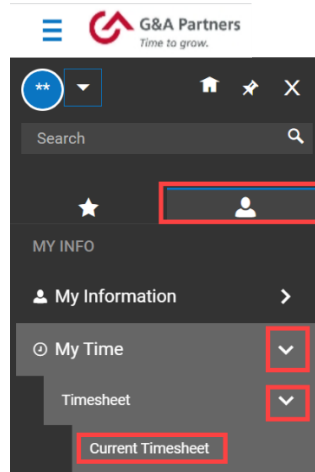 G&A Partners
Time to grow.
**
X
Search
MY INFO
My Information
My Time
Timesheet
Current Timesheet